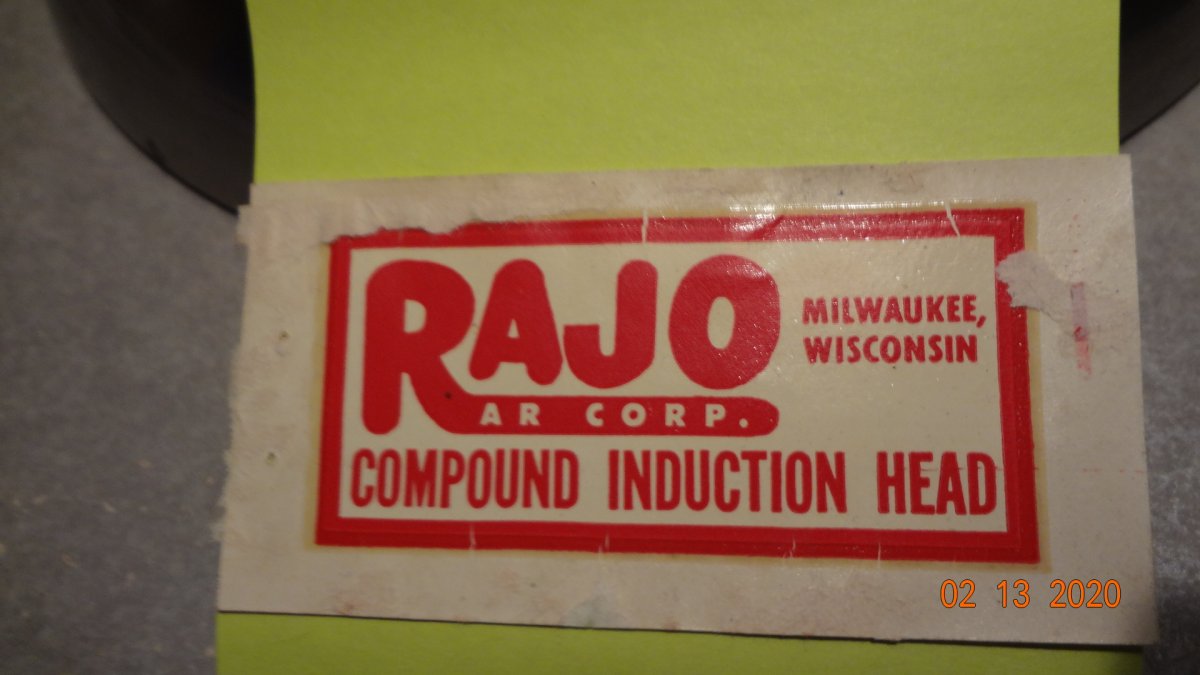 RAJO
AR CORP.
MILWAUKEE,
WISCONSIN
COMPOUND INDUCTION HEAD
02 13 2020